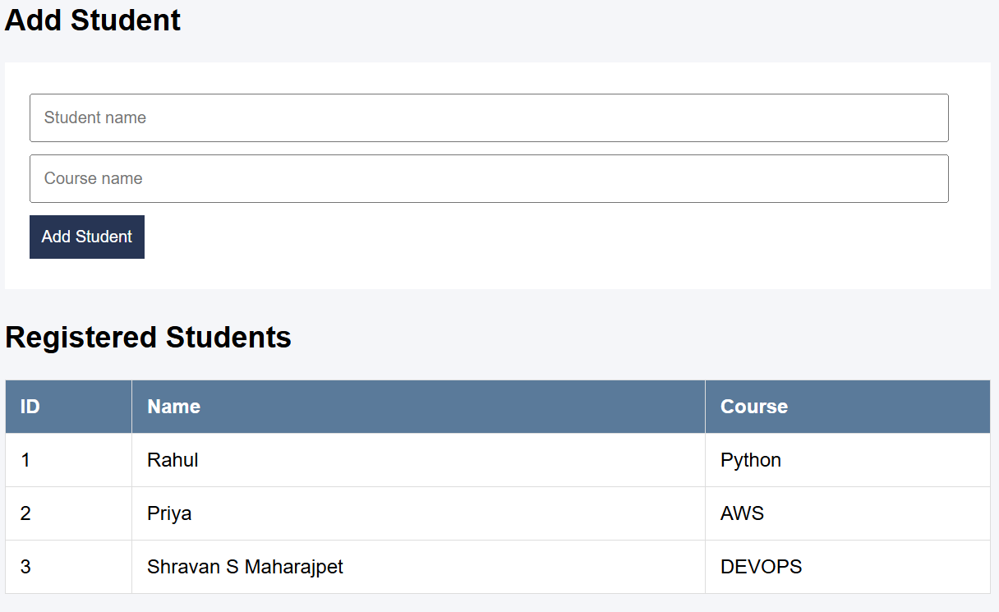 Add Student
Student name
Course name
Add Student
Registered Students
ID Name Course
1 Rahul Python
2 Priya AWS
3 Shravan S Maharajpet DEVOPS